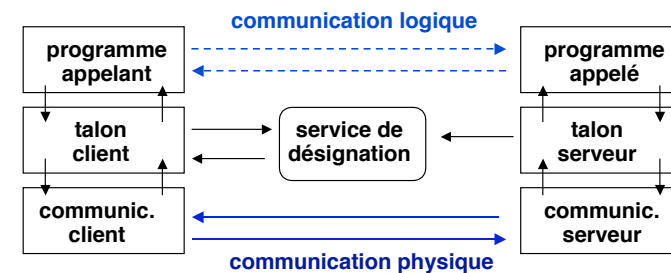 communication logique
programme
appelant
programme
appelé
talon
client
service de
désignation
talon
serveur
communic.
client
communic.
serveur
communication physique